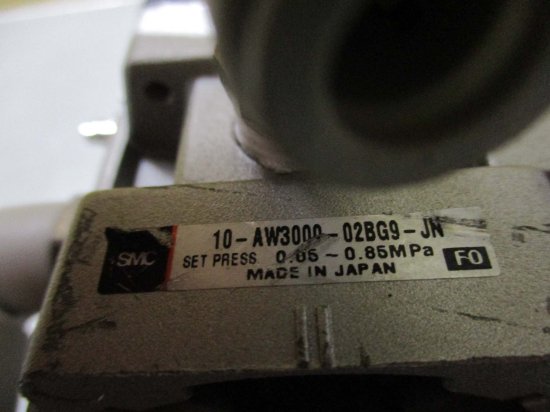 SMC
10-AW3000-02BG9-JN
SET PRESS 0.05~0.85MPa
F0
MADE IN JAPAN